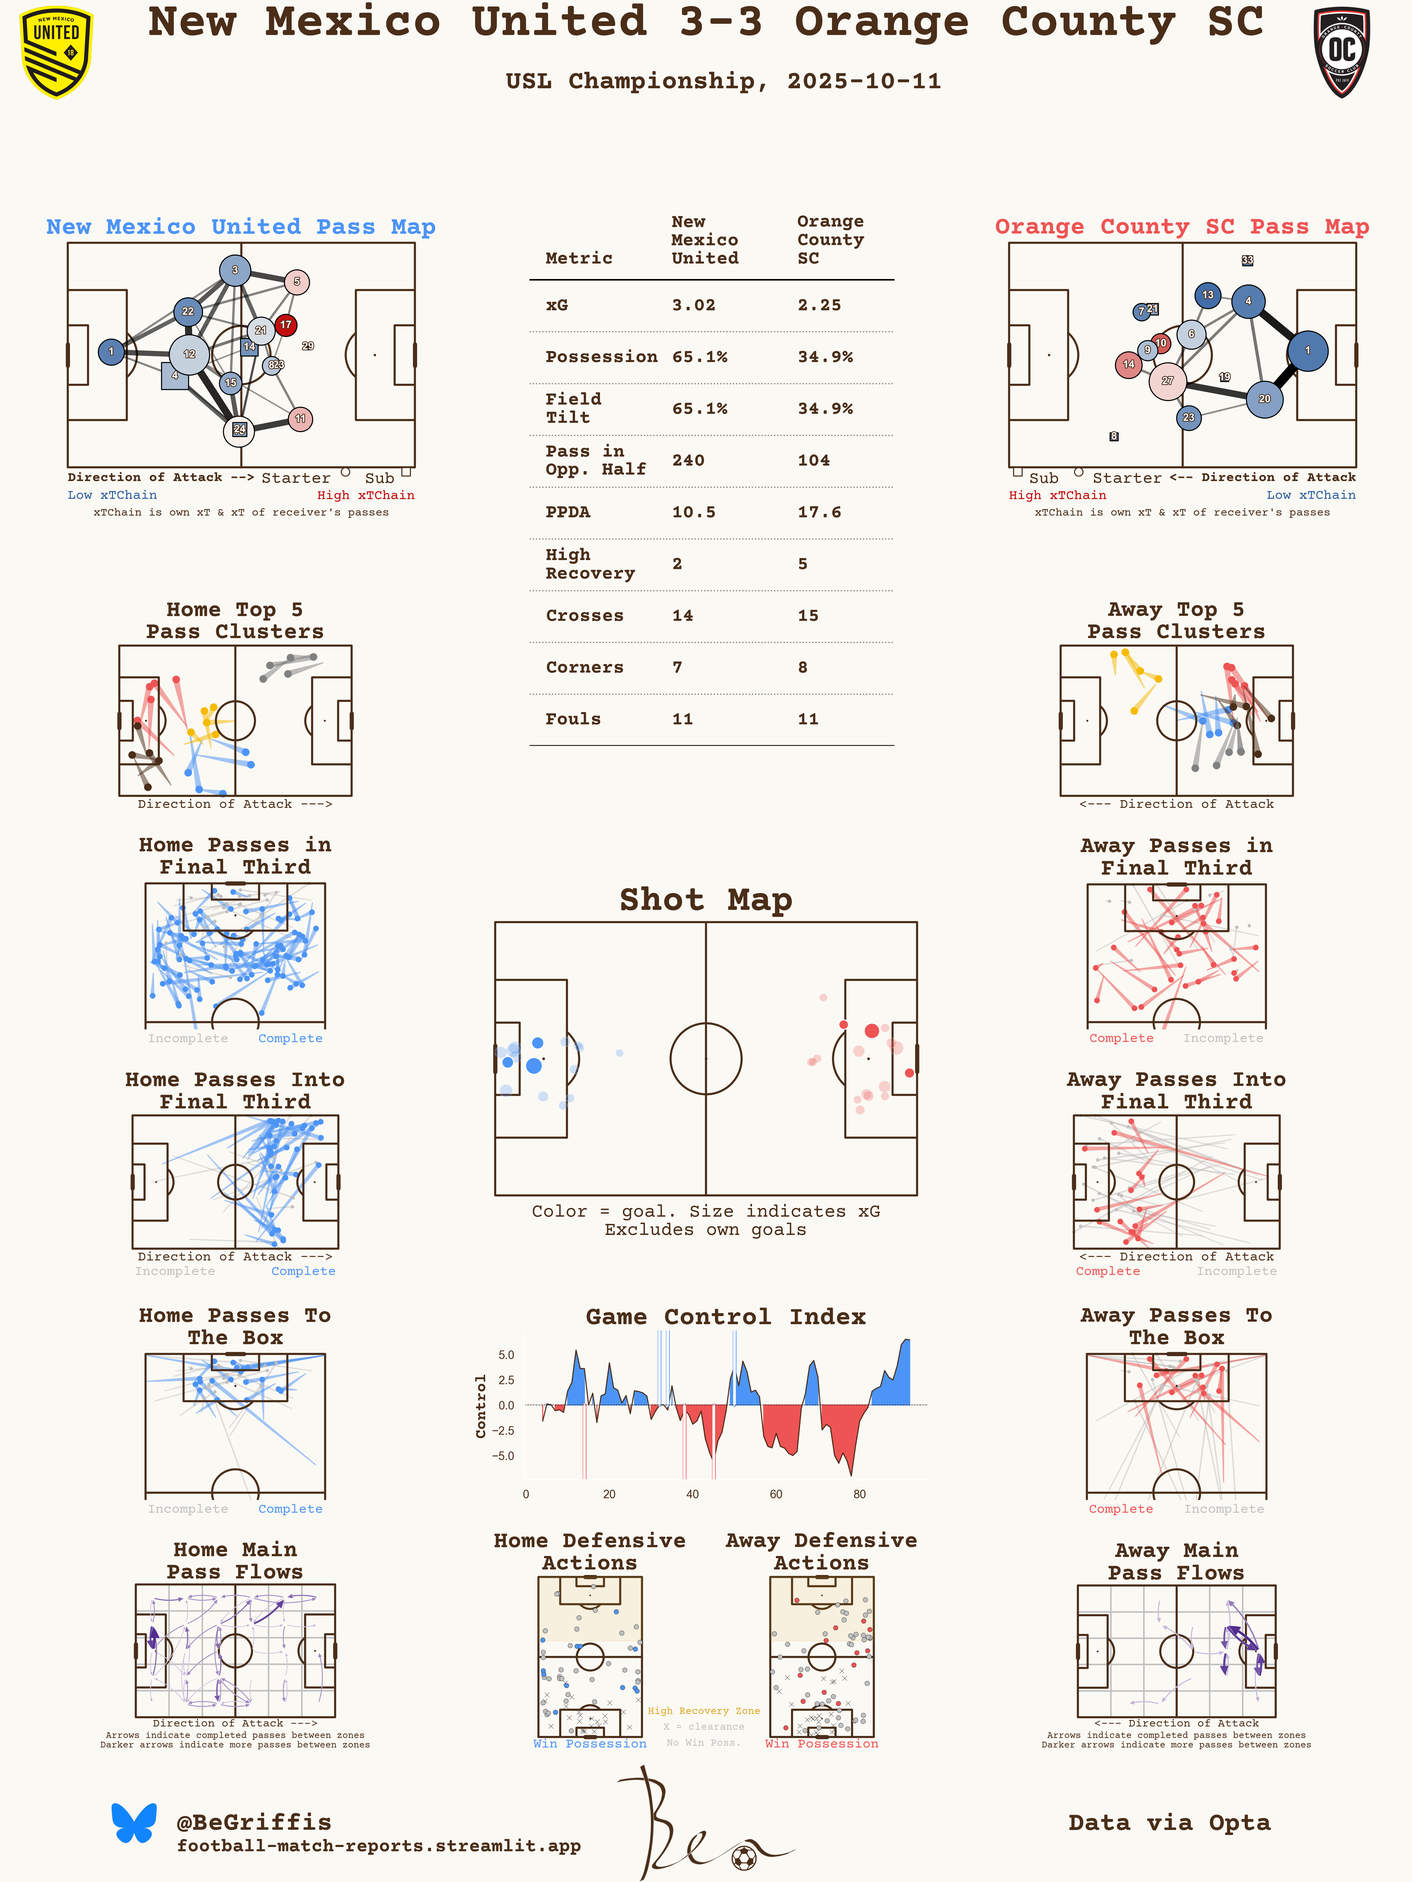 New Mexico United 3-3 Orange County SC
USL Championship, 2025-10-11
NEW MEXICO
UNITED
18
ORANGE COUNTY
OC
SOCCER CLUB
New Mexico United Pass Map
3
5
22
21
17
1
12
14
29
4
15
8
23
24
11
Direction of Attack --> Starter Sub
Low xTChain High xTChain
xTChain is own xT & xT of receiver's passes
Metric New Mexico United Orange County SC
xG 3.02 2.25
Possession 65.1% 34.9%
Field Tilt 65.1% 34.9%
Pass in Opp. Half 240 104
PPDA 10.5 17.6
High Recovery 2 5
Crosses 14 15
Corners 7 8
Fouls 11 11
Orange County SC Pass Map
33
13
4
7
21
6
10
9
1
14
27
19
20
23
8
Sub Starter <-- Direction of Attack
High xTChain Low xTChain
xTChain is own xT & xT of receiver's passes
Home Top 5
Pass Clusters
Direction of Attack --->
Away Top 5
Pass Clusters
<--- Direction of Attack
Home Passes in
Final Third
Incomplete Complete
Away Passes in
Final Third
Complete Incomplete
Shot Map
Color = goal. Size indicates xG
Excludes own goals
Home Passes Into
Final Third
Direction of Attack --->
Incomplete Complete
Away Passes Into
Final Third
<--- Direction of Attack
Complete Incomplete
Home Passes To
The Box
Incomplete Complete
Game Control Index
Control
5.0
2.5
0.0
−2.5
−5.0
0 20 40 60 80
Away Passes To
The Box
Complete Incomplete
Home Main
Pass Flows
Direction of Attack --->
Arrows indicate completed passes between zones
Darker arrows indicate more passes between zones
Home Defensive
Actions
Win Possession
Away Defensive
Actions
Win Possession
High Recovery Zone
X = clearance
No Win Poss.
Away Main
Pass Flows
<--- Direction of Attack
Arrows indicate completed passes between zones
Darker arrows indicate more passes between zones
@BeGriffis
football-match-reports.streamlit.app
Ben
Data via Opta